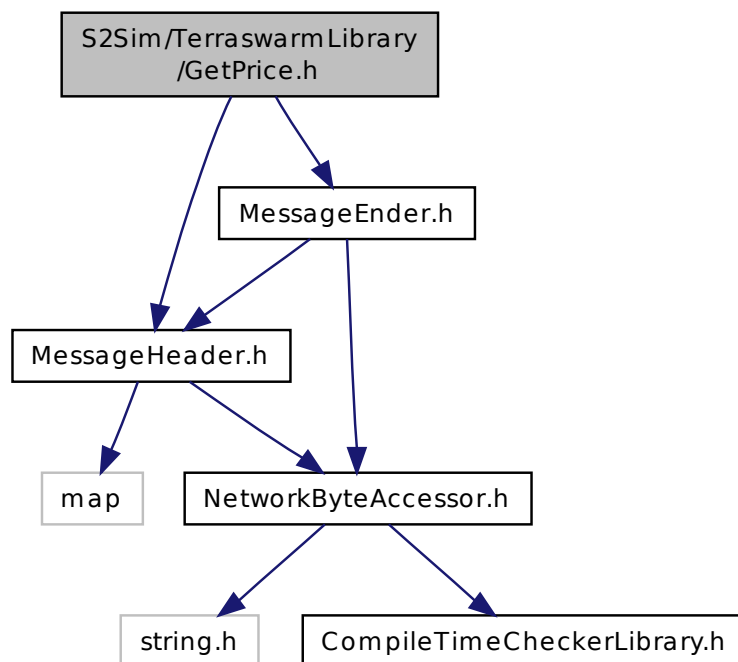 S2Sim/TerraswarmLibrary
/GetPrice.h
MessageEnder.h
MessageHeader.h
map
NetworkByteAccessor.h
string.h
CompileTimeCheckerLibrary.h